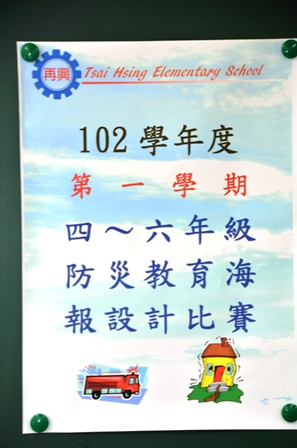 再興 Tsai Hsing Elementary School
102 學年度
第一學期
四～六年級
防災教育海
報設計比賽